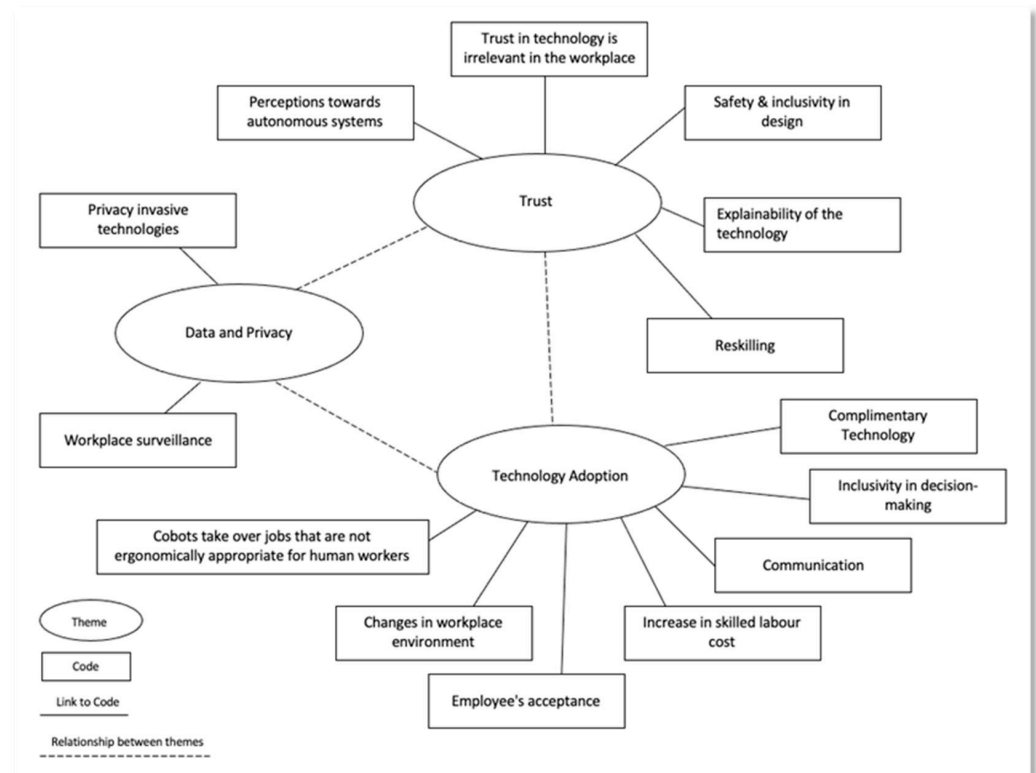 Trust in technology is
irrelevant in the workplace
Perceptions towards
autonomous systems
Safety & inclusivity in
design
Privacy invasive
technologies
Trust
Explainability of the
technology
Data and Privacy
Reskilling
Workplace surveillance
Complimentary
Technology
Technology Adoption
Inclusivity in decision-
making
Cobots take over jobs that are not
ergonomically appropriate for human workers
Communication
Changes in workplace
environment
Increase in skilled labour
cost
Employee's acceptance
Theme
Code
Link to Code
Relationship between themes